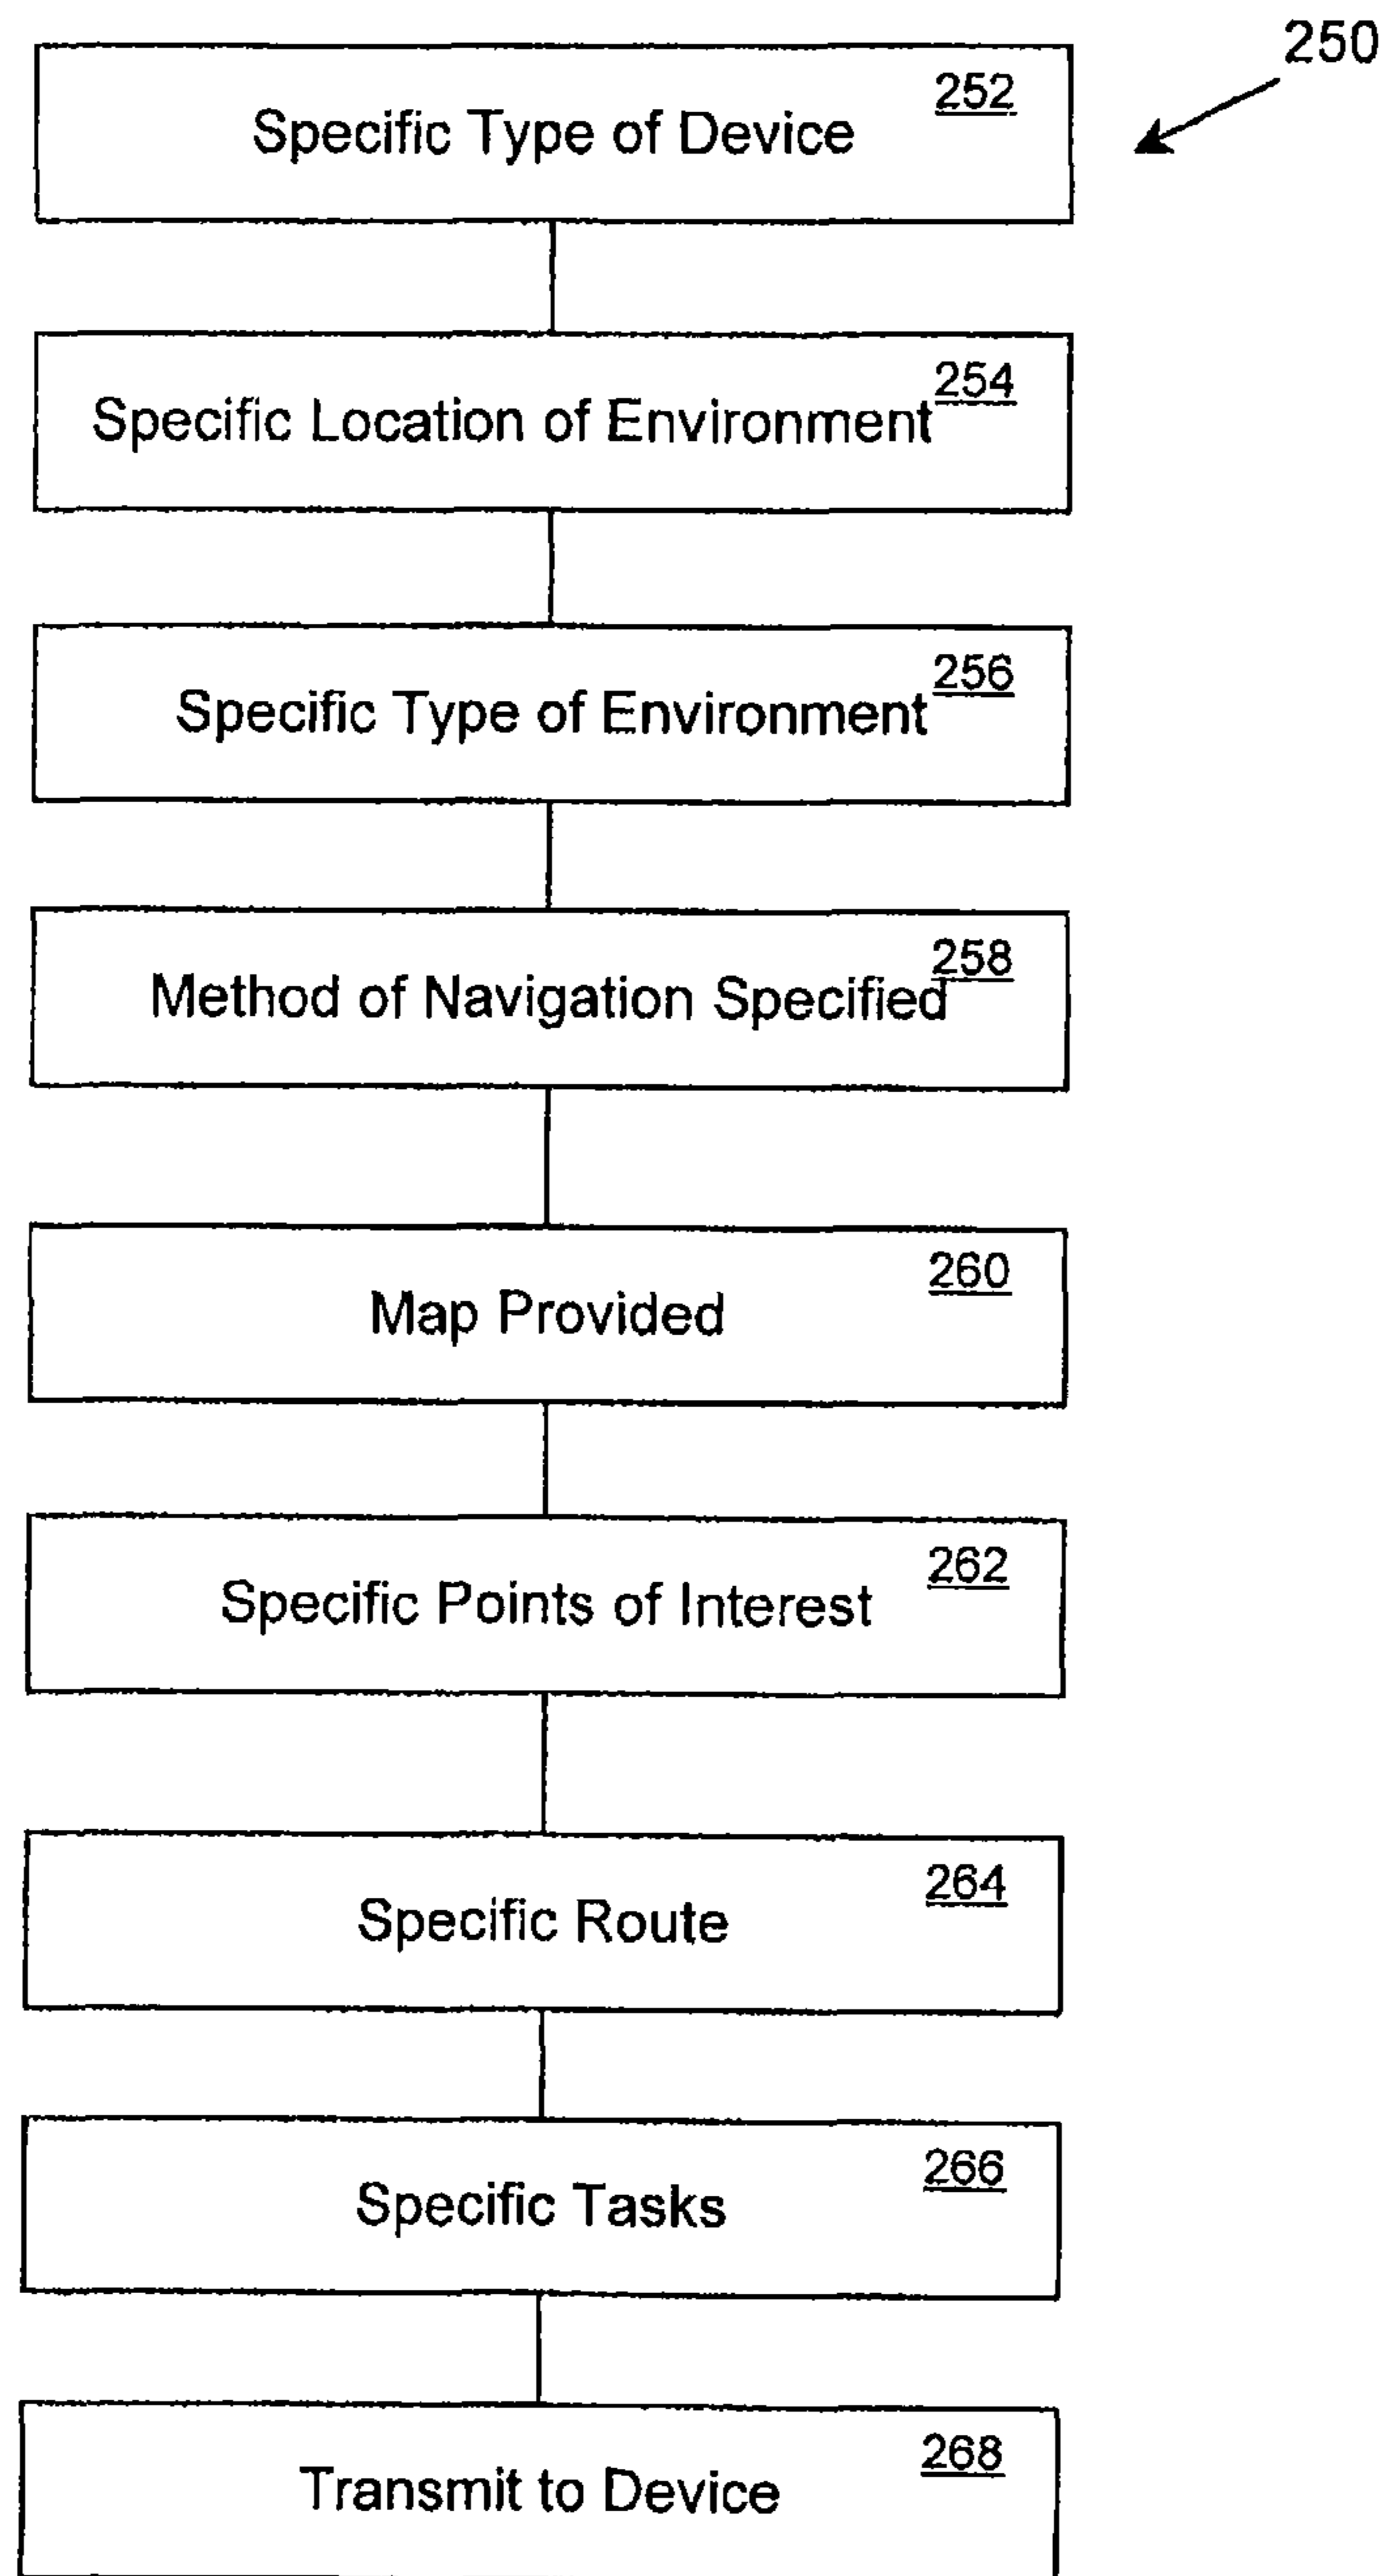 250
252
Specific Type of Device
254
Specific Location of Environment
256
Specific Type of Environment
258
Method of Navigation Specified
260
Map Provided
262
Specific Points of Interest
264
Specific Route
266
Specific Tasks
268
Transmit to Device